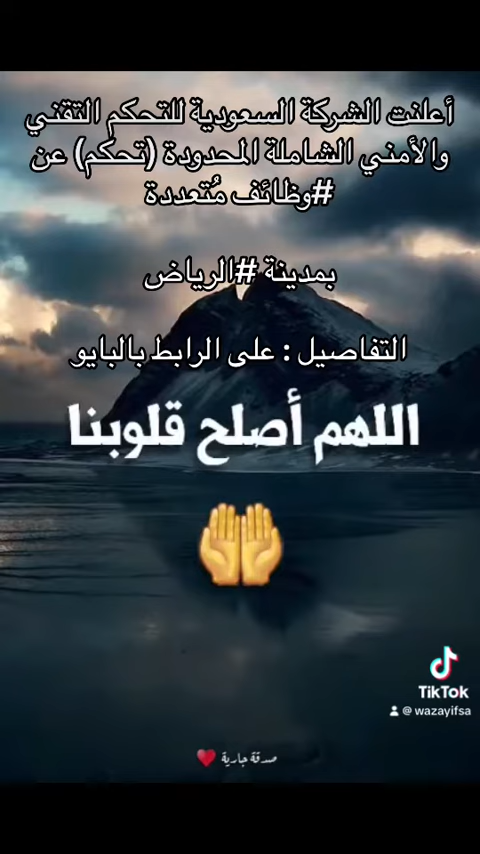 أعلنت الشركة السعودية للتحكم التقني
والأمني الشاملة المحدودة (تحكم) عن
#وظائف مُتعددة
بمدينة #الرياض
التفاصيل : على الرابط بالبايو
اللهم أصلح قلوبنا
🤲
TikTok
@wazayifsa
صدقة جارية ♥️